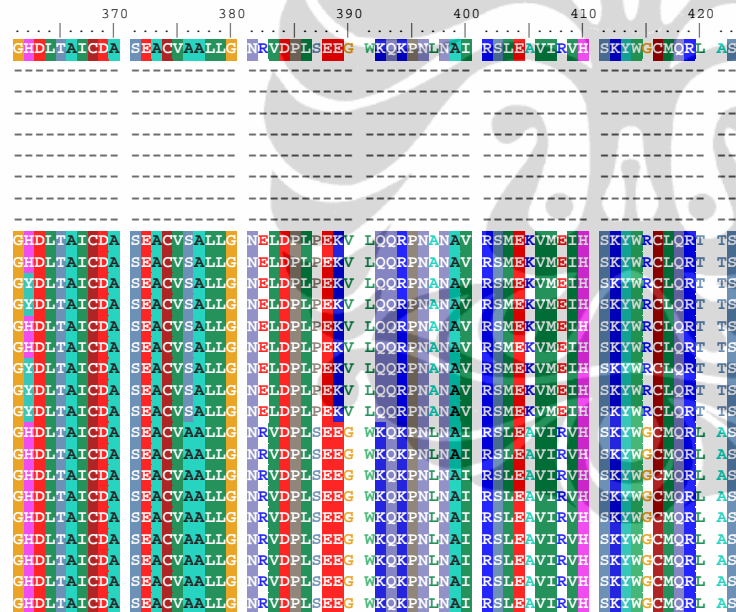 370 380 390 400 410 420
GHDLTAICDA SEACVAALLG NRVDPLSEEG WKQKPNLNAI RSLEAVIRVH SKYWGCMQRL AS
---------- ---------- ---------- ---------- ---------- ---------- --
---------- ---------- ---------- ---------- ---------- ---------- --
---------- ---------- ---------- ---------- ---------- ---------- --
---------- ---------- ---------- ---------- ---------- ---------- --
---------- ---------- ---------- ---------- ---------- ---------- --
---------- ---------- ---------- ---------- ---------- ---------- --
---------- ---------- ---------- ---------- ---------- ---------- --
---------- ---------- ---------- ---------- ---------- ---------- --
GHDLTAICDA SEACVSALLG NELDPLPEKV LQQRPNANAV RSMEKVMEIH SKYWRCLQRT TS
GHDLTAICDA SEACVSALLG NELDPLPEKV LQQRPNANAV RSMEKVMEIH SKYWRCLQRT TS
GYDLTAICDA SEACVSALLG NELDPLPEKV LQQRPNANAV RSMEKVMEIH SKYWRCLQRT TS
GYDLTAICDA SEACVSALLG NELDPLPEKV LQQRPNANAV RSMEKVMEIH SKYWRCLQRT TS
GHDLTAICDA SEACVSALLG NELDPLPEKV LQQRPNANAV RSMEKVMEIH SKYWRCLQRT TS
GHDLTAICDA SEACVSALLG NELDPLPEKV LQQRPNANAV RSMEKVMEIH SKYWRCLQRT TS
GYDLTAICDA SEACVSALLG NELDPLPEKV LQQRPNANAV RSMEKVMEIH SKYWRCLQRT TS
GYDLTAICDA SEACVSALLG NELDPLPEKV LQQRPNANAV RSMEKVMEIH SKYWRCLQRT TS
GYDLTAICDA SEACVSALLG NELDPLPEKV LQQRPNANAV RSMEKVMEIH SKYWRCLQRT TS
GHDLTAICDA SEACVAALLG NRVDPLSEEG WKQKPNLNAI RSLEAVIRVH SKYWGCMQRL AS
GHDLTAICDA SEACVAALLG NRVDPLSEEG WKQKPNLNAI RSLEAVIRVH SKYWGCMQRL AS
GHDLTAICDA SEACVAALLG NRVDPLSEEG WKQKPNLNAI RSLEAVIRVH SKYWGCMQRL AS
GHDLTAICDA SEACVAALLG NRVDPLSEEG WKQKPNLNAI RSLEAVIRVH SKYWGCMQRL AS
GHDLTAICDA SEACVAALLG NRVDPLSEEG WKQKPNLNAI RSLEAVIRVH SKYWGCMQRL AS
GHDLTAICDA SEACVAALLG NRVDPLSEEG WKQKPNLNAI RSLEAVIRVH SKYWGCMQRL AS
GHDLTAICDA SEACVAALLG NRVDPLSEEG WKQKPNLNAI RSLEAVIRVH SKYWGCMQRL AS
GHDLTAICDA SEACVAALLG NRVDPLSEEG WKQKPNLNAI RSLEAVIRVH SKYWGCMQRL AS
GHDLTAICDA SEACVAALLG NRVDPLSEEG WKQKPNLNAI RSLEAVIRVH SKYWGCMQRL AS